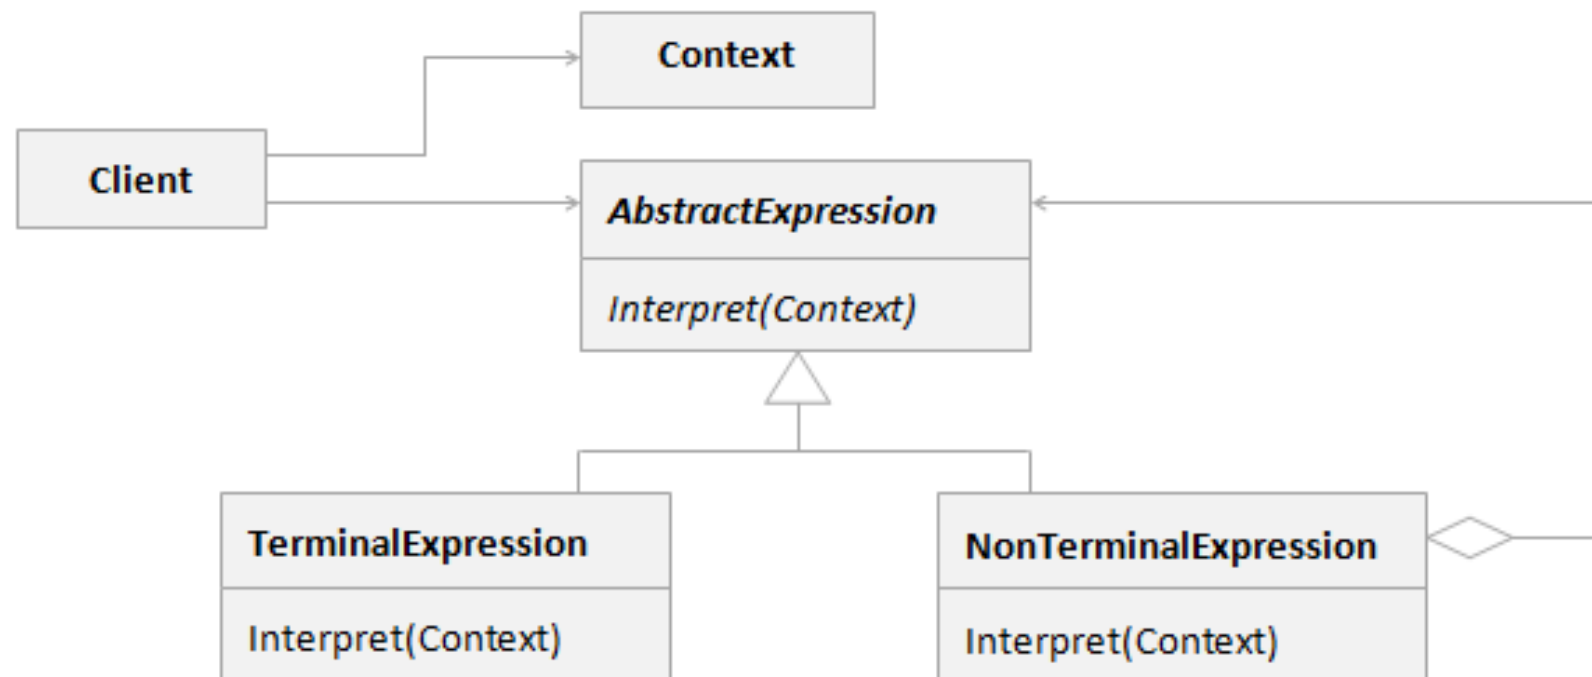 Context
Client
AbstractExpression
Interpret(Context)
TerminalExpression
NonTerminalExpression
Interpret(Context)
Interpret(Context)